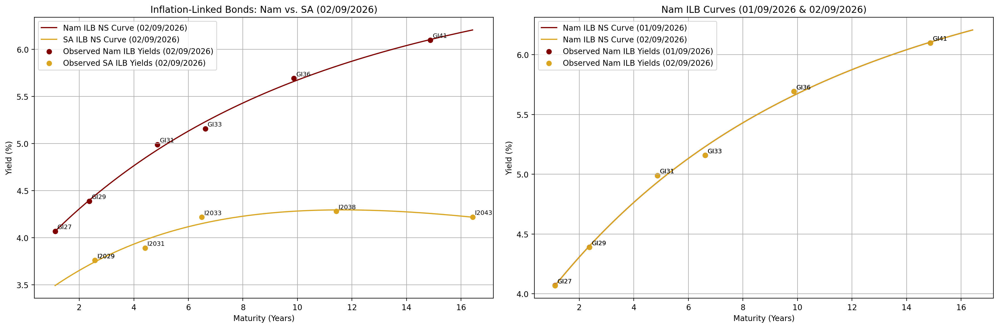 Inflation-Linked Bonds: Nam vs. SA (02/09/2026)
Nam ILB NS Curve (02/09/2026)
SA ILB NS Curve (02/09/2026)
Observed Nam ILB Yields (02/09/2026)
Observed SA ILB Yields (02/09/2026)
GI41
GI36
GI33
GI31
GI29
GI27
I2033
I2038
I2043
I2031
I2029
6.0
5.5
5.0
4.5
4.0
3.5
Yield (%)
2 4 6 8 10 12 14 16
Maturity (Years)
Nam ILB Curves (01/09/2026 & 02/09/2026)
Nam ILB NS Curve (01/09/2026)
Nam ILB NS Curve (02/09/2026)
Observed Nam ILB Yields (01/09/2026)
Observed Nam ILB Yields (02/09/2026)
GI41
GI36
GI33
GI31
GI29
GI27
6.0
5.5
5.0
4.5
4.0
Yield (%)
2 4 6 8 10 12 14 16
Maturity (Years)